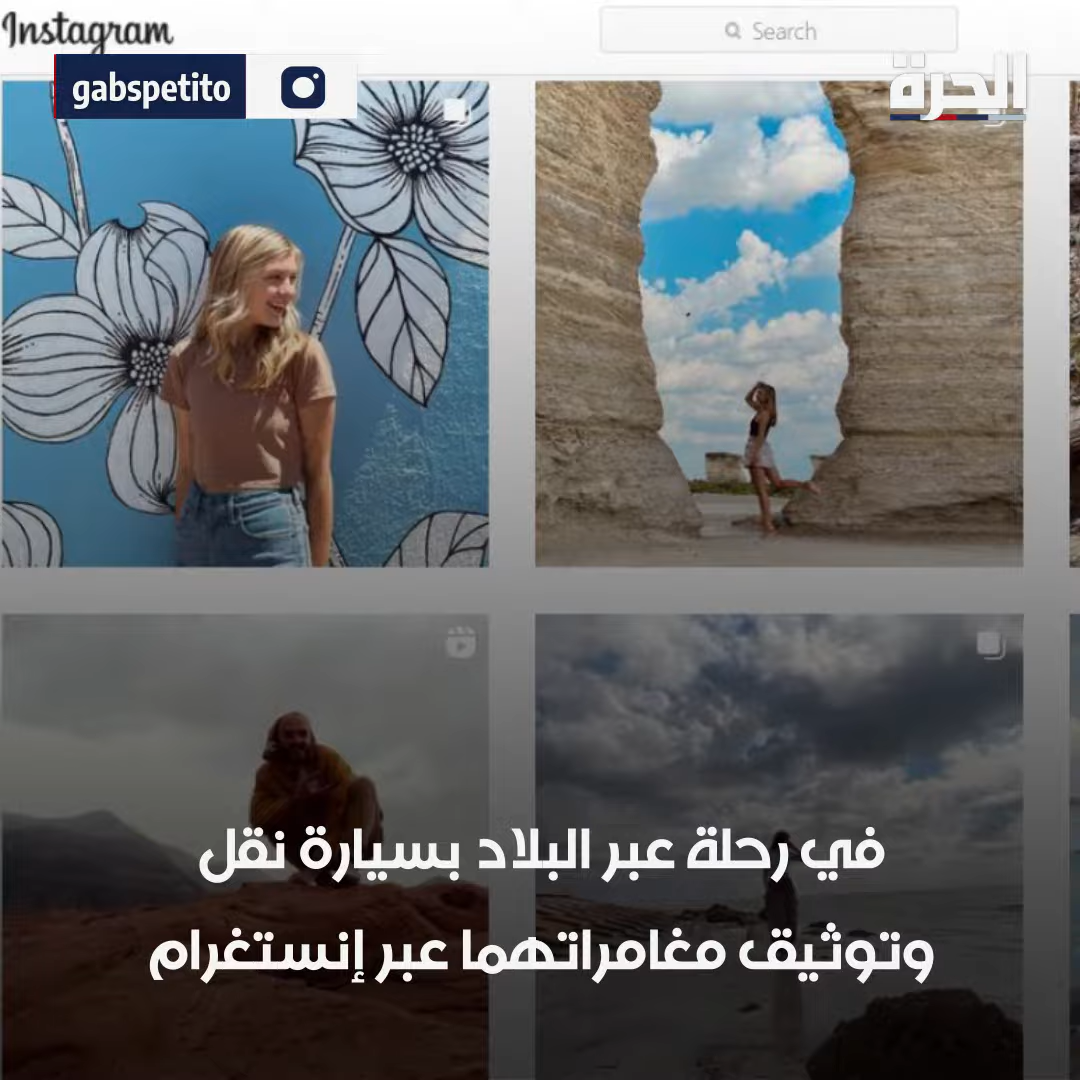 Instagram
Search
gabspetito
الحرة
في رحلة عبر البلاد بسيارة نقل
وتوثيق مغامراتهما عبر إنستغرام